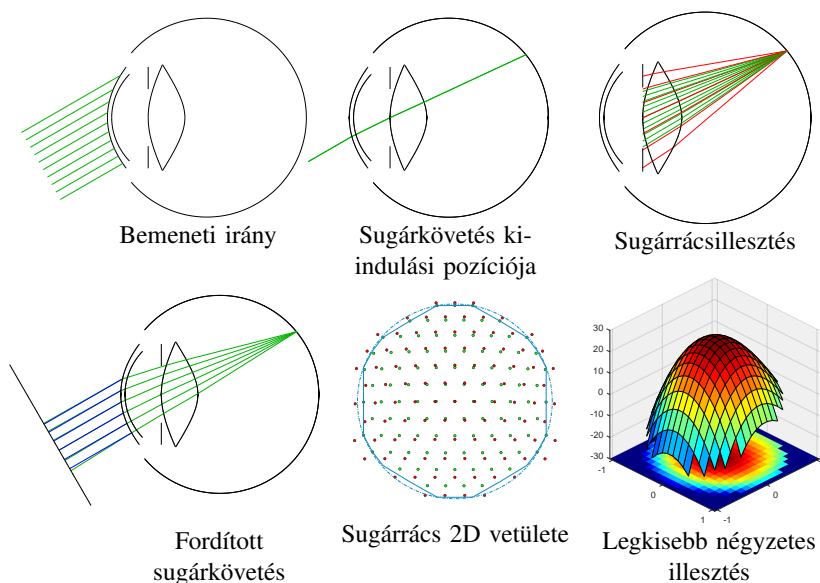 Bemeneti irány
Sugárkövetés ki-
indulási pozíciója
Sugárrácsillesztés
30
20
10
0
-10
-20
-30
-1
0
1
-1
0
Fordított
sugárkövetés
Sugárrács 2D vetülete
Legkisebb négyzetes
illesztés